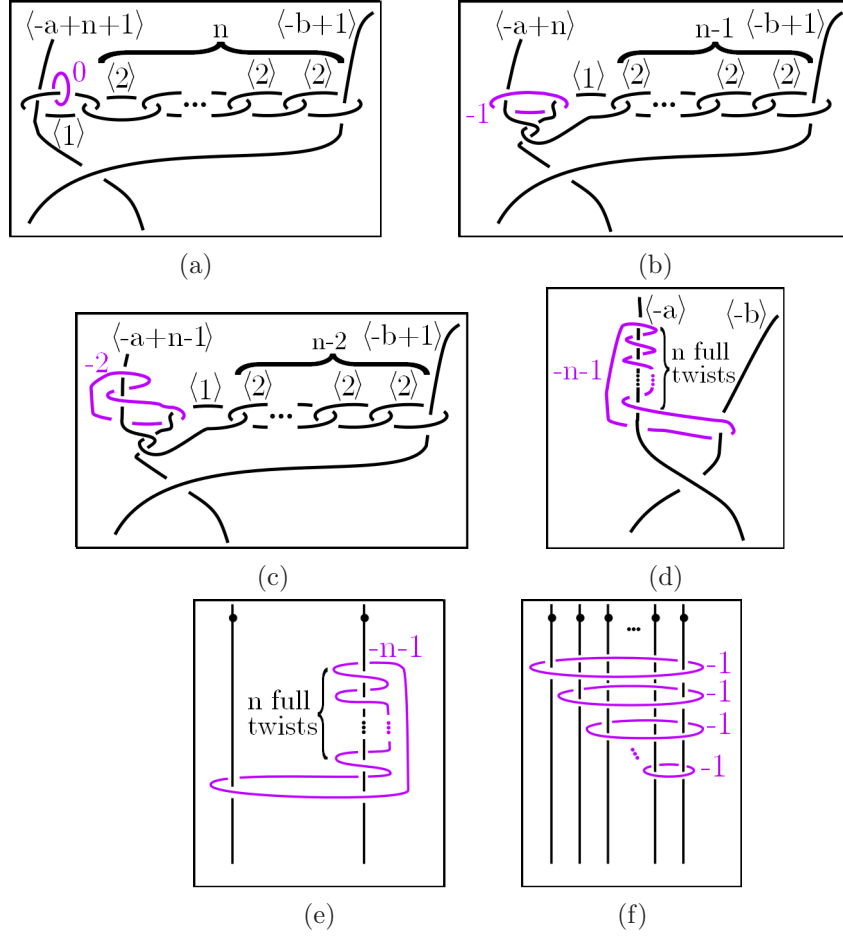 ⟨-a+n+1⟩ n ⟨-b+1⟩
0 ⟨2⟩ ⟨2⟩ ⟨2⟩
...
⟨1⟩
(a)
⟨-a+n⟩ n-1 ⟨-b+1⟩
⟨1⟩ ⟨2⟩ ⟨2⟩ ⟨2⟩
-1 ...
(b)
⟨-a+n-1⟩ n-2 ⟨-b+1⟩
-2 ⟨1⟩ ⟨2⟩ ⟨2⟩ ⟨2⟩
...
(c)
⟨-a⟩ ⟨-b⟩
-n-1 n full
twists
(d)
-n-1
n full
twists
(e)
...
-1
-1
-1
-1
(f)